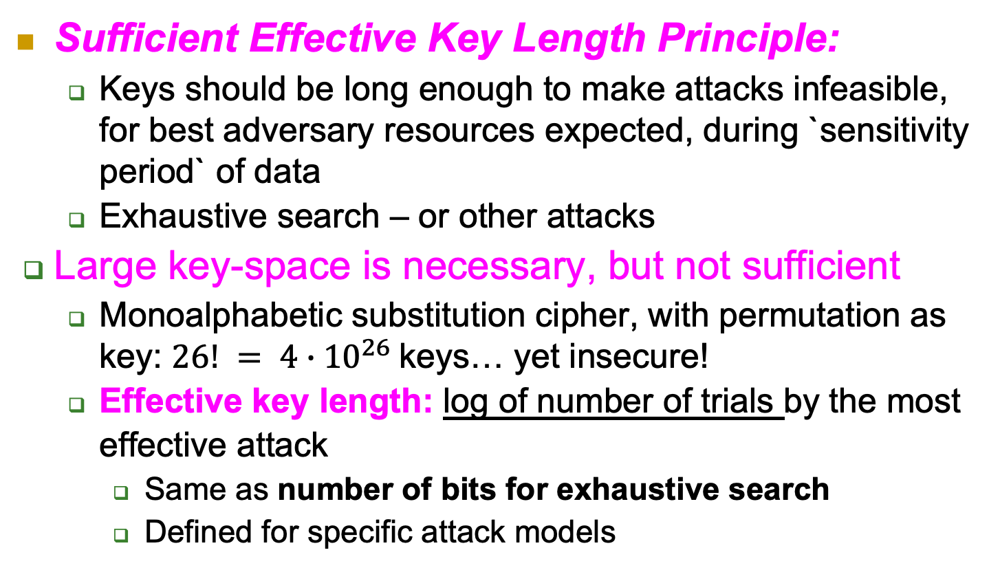 Sufficient Effective Key Length Principle:
Keys should be long enough to make attacks infeasible,
for best adversary resources expected, during `sensitivity
period` of data
Exhaustive search – or other attacks
Large key-space is necessary, but not sufficient
Monoalphabetic substitution cipher, with permutation as
key: 26! = 4 · 10²⁶ keys… yet insecure!
Effective key length: log of number of trials by the most
effective attack
Same as number of bits for exhaustive search
Defined for specific attack models